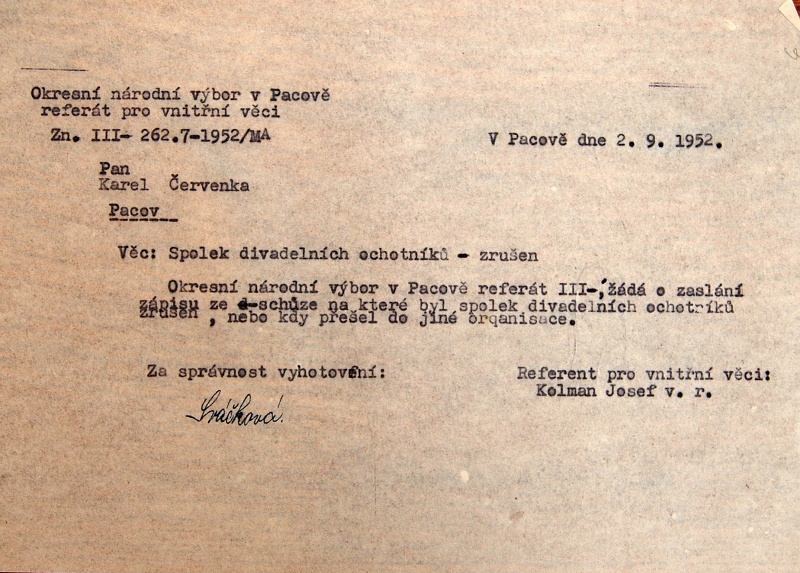 Okresní národní výbor v Pacově
referát pro vnitřní věci
Zn. III- 262.7-1952/MA
V Pacově dne 2. 9. 1952.
Pan
Karel Červenka
Pacov
Věc: Spolek divadelních ochotníků - zrušen
Okresní národní výbor v Pacově referát III-, žádá o zaslání
zápisu ze schůze na které byl spolek divadelních ochotníků
zrušen , nebo kdy přešel do jiné organisace.
Za správnost vyhotovení:
Referent pro vnitřní věci:
Kolman Josef v. r.
Sváčková.